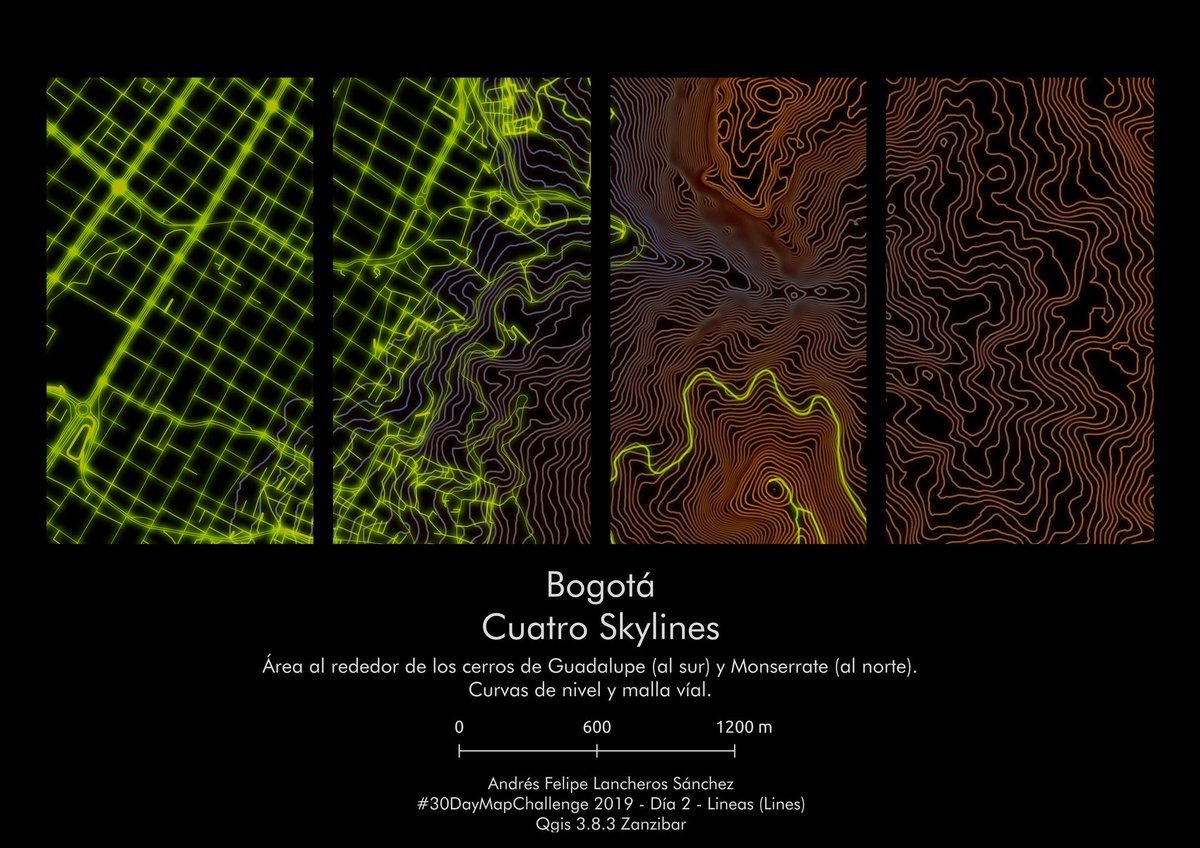 Bogotá
Cuatro Skylines
Área al rededor de los cerros de Guadalupe (al sur) y Monserrate (al norte).
Curvas de nivel y malla víal.
0 600 1200 m
Andrés Felipe Lancheros Sánchez
#30DayMapChallenge 2019 - Día 2 - Lineas (Lines)
Qgis 3.8.3 Zanzibar